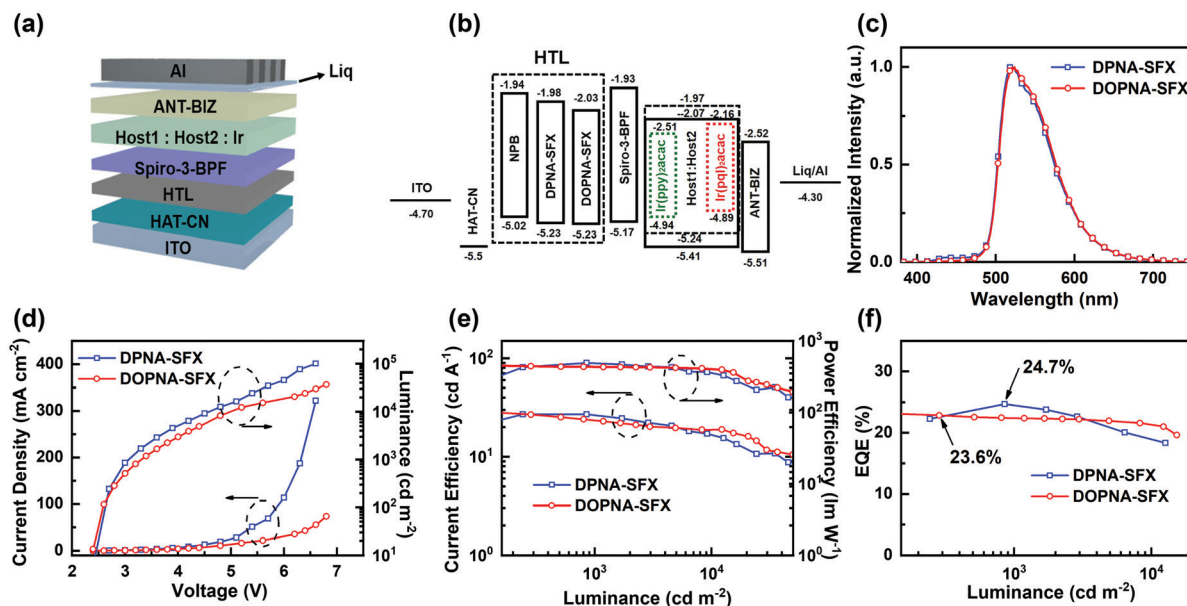 (a)
Al
Liq
ANT-BIZ
Host1 : Host2 : Ir
Spiro-3-BPF
HTL
HAT-CN
ITO
(b)
HTL
-1.94
-1.98
-2.03
-1.93
-1.97
-2.07
-2.16
-2.51
-2.52
NPB
DPNA-SFX
DOPNA-SFX
Spiro-3-BPF
Ir(ppy)₂acac
Host1:Host2
Ir(pql)₂acac
ANT-BIZ
ITO
-4.70
HAT-CN
-5.5
-5.02
-5.23
-5.23
-5.17
-4.94
-4.89
-5.24
-5.41
-5.51
Liq/Al
-4.30
(c)
Normalized Intensity (a.u.)
1.0
0.5
0.0
DPNA-SFX
DOPNA-SFX
400 500 600 700
Wavelength (nm)
(d)
Current Density (mA cm⁻²)
400
300
200
100
0
DPNA-SFX
DOPNA-SFX
10⁵
10⁴
10³
10²
10¹
Luminance (cd m⁻²)
2 3 4 5 6 7
Voltage (V)
(e)
Current Efficiency (cd A⁻¹)
10²
10¹
10⁰
DPNA-SFX
DOPNA-SFX
10³
10²
10¹
10⁰
Power Efficiency (lm W⁻¹)
10³ 10⁴
Luminance (cd m⁻²)
(f)
EQE (%)
30
20
10
0
24.7%
23.6%
DPNA-SFX
DOPNA-SFX
10³ 10⁴
Luminance (cd m⁻²)